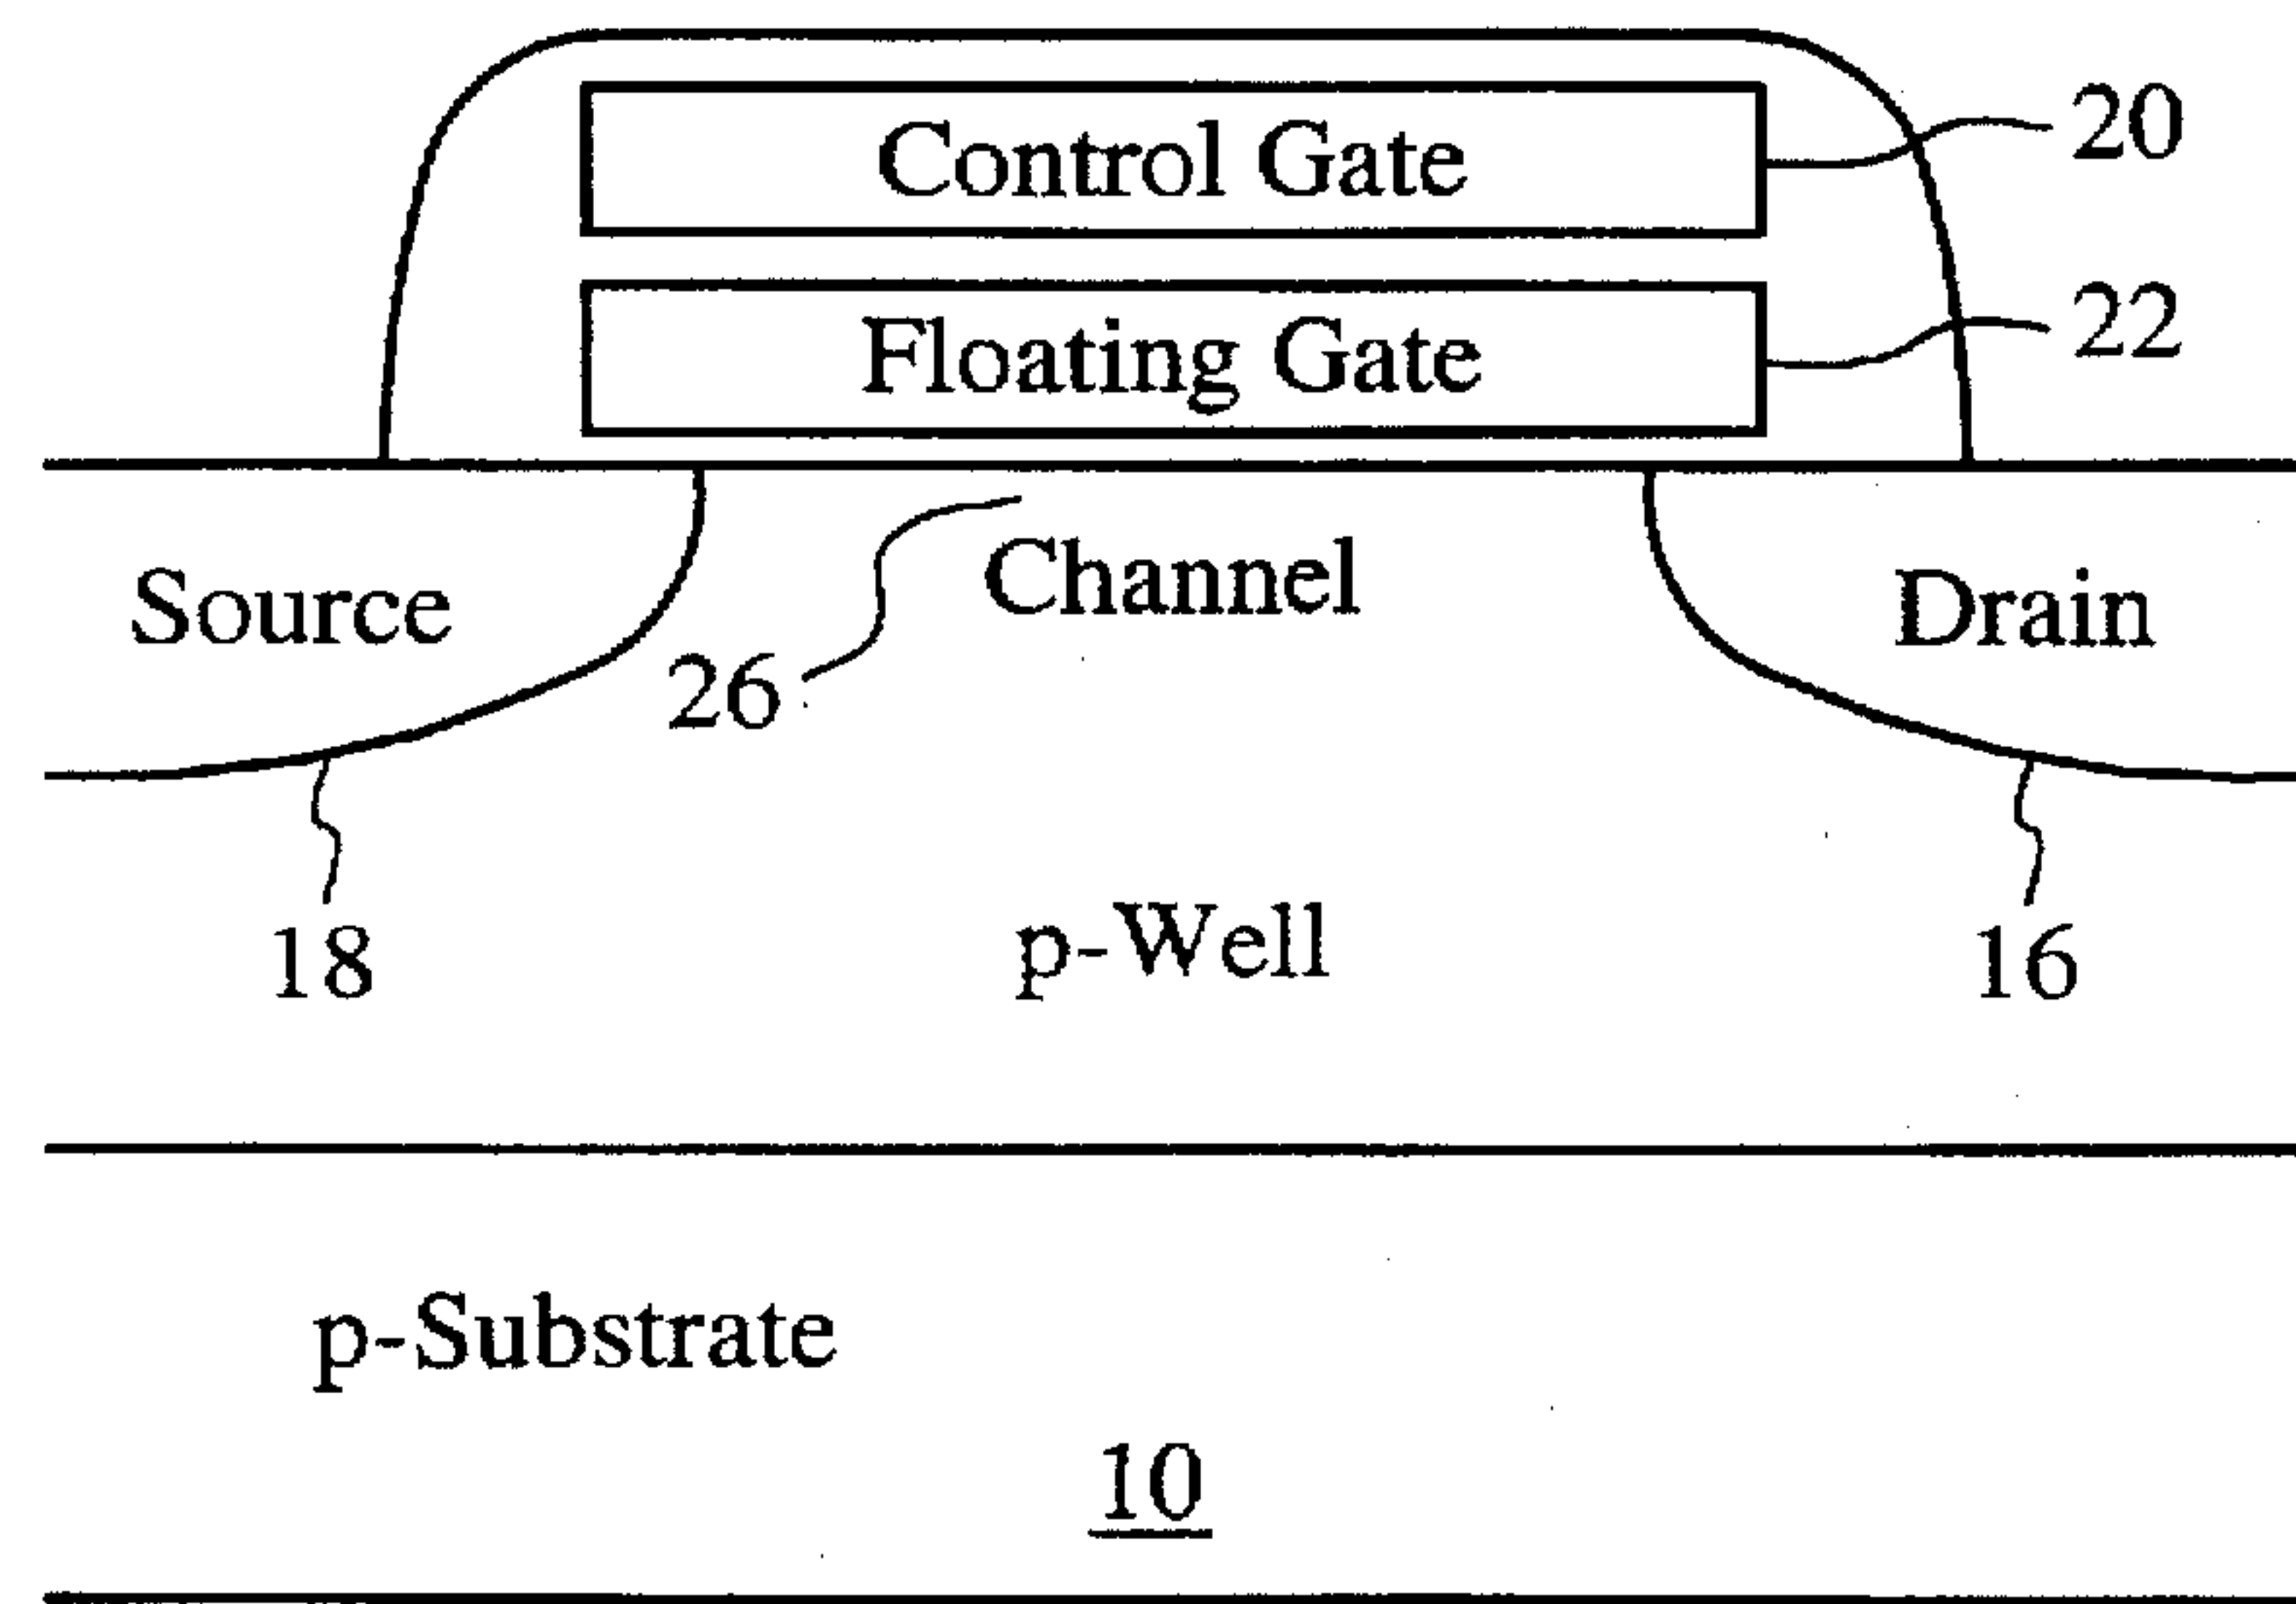 Control Gate
20
Floating Gate
22
Source
Channel
Drain
26
18
p-Well
16
p-Substrate
10